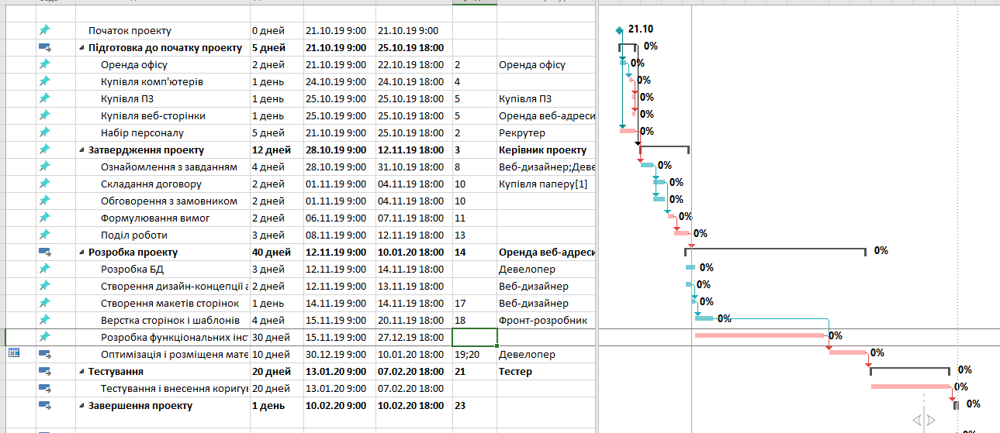 Початок проекту 0 дней 21.10.19 9:00 21.10.19 9:00 21.10
Підготовка до початку проекту 5 дней 21.10.19 9:00 25.10.19 18:00 0%
Оренда офісу 2 дней 21.10.19 9:00 22.10.19 18:00 2 Оренда офісу 0%
Купівля комп'ютерів 1 день 24.10.19 9:00 24.10.19 18:00 4 0%
Купівля ПЗ 1 день 25.10.19 9:00 25.10.19 18:00 5 Купівля ПЗ 0%
Купівля веб-сторінки 1 день 25.10.19 9:00 25.10.19 18:00 5 Оренда веб-адреси 0%
Набір персоналу 5 дней 21.10.19 9:00 25.10.19 18:00 2 Рекрутер 0%
Затвердження проекту 12 дней 28.10.19 9:00 12.11.19 18:00 3 Керівник проекту
Ознайомлення з завданням 4 дней 28.10.19 9:00 31.10.19 18:00 8 Веб-дизайнер;Деве 0%
Складання договору 2 дней 01.11.19 9:00 04.11.19 18:00 10 Купівля паперу[1] 0%
Обговорення з замовником 2 дней 01.11.19 9:00 04.11.19 18:00 10 0%
Формулювання вимог 2 дней 06.11.19 9:00 07.11.19 18:00 11 0%
Поділ роботи 3 дней 08.11.19 9:00 12.11.19 18:00 13 0%
Розробка проекту 40 дней 12.11.19 9:00 10.01.20 18:00 14 Оренда веб-адреси 0%
Розробка БД 3 дней 12.11.19 9:00 14.11.19 18:00 Девелопер 0%
Створення дизайн-концепції а 2 дней 12.11.19 9:00 13.11.19 18:00 Веб-дизайнер 0%
Створення макетів сторінок 1 день 14.11.19 9:00 14.11.19 18:00 17 Веб-дизайнер 0%
Верстка сторінок і шаблонів 4 дней 15.11.19 9:00 20.11.19 18:00 18 Фронт-розробник 0%
Розробка функціональних інст 30 дней 15.11.19 9:00 27.12.19 18:00 0%
Оптимізація і розміщеня мате 10 дней 30.12.19 9:00 10.01.20 18:00 19;20 Девелопер 0%
Тестування 20 дней 13.01.20 9:00 07.02.20 18:00 21 Тестер 0%
Тестування і внесення коригув 20 дней 13.01.20 9:00 07.02.20 18:00 0%
Завершення проекту 1 день 10.02.20 9:00 10.02.20 18:00 23 0%